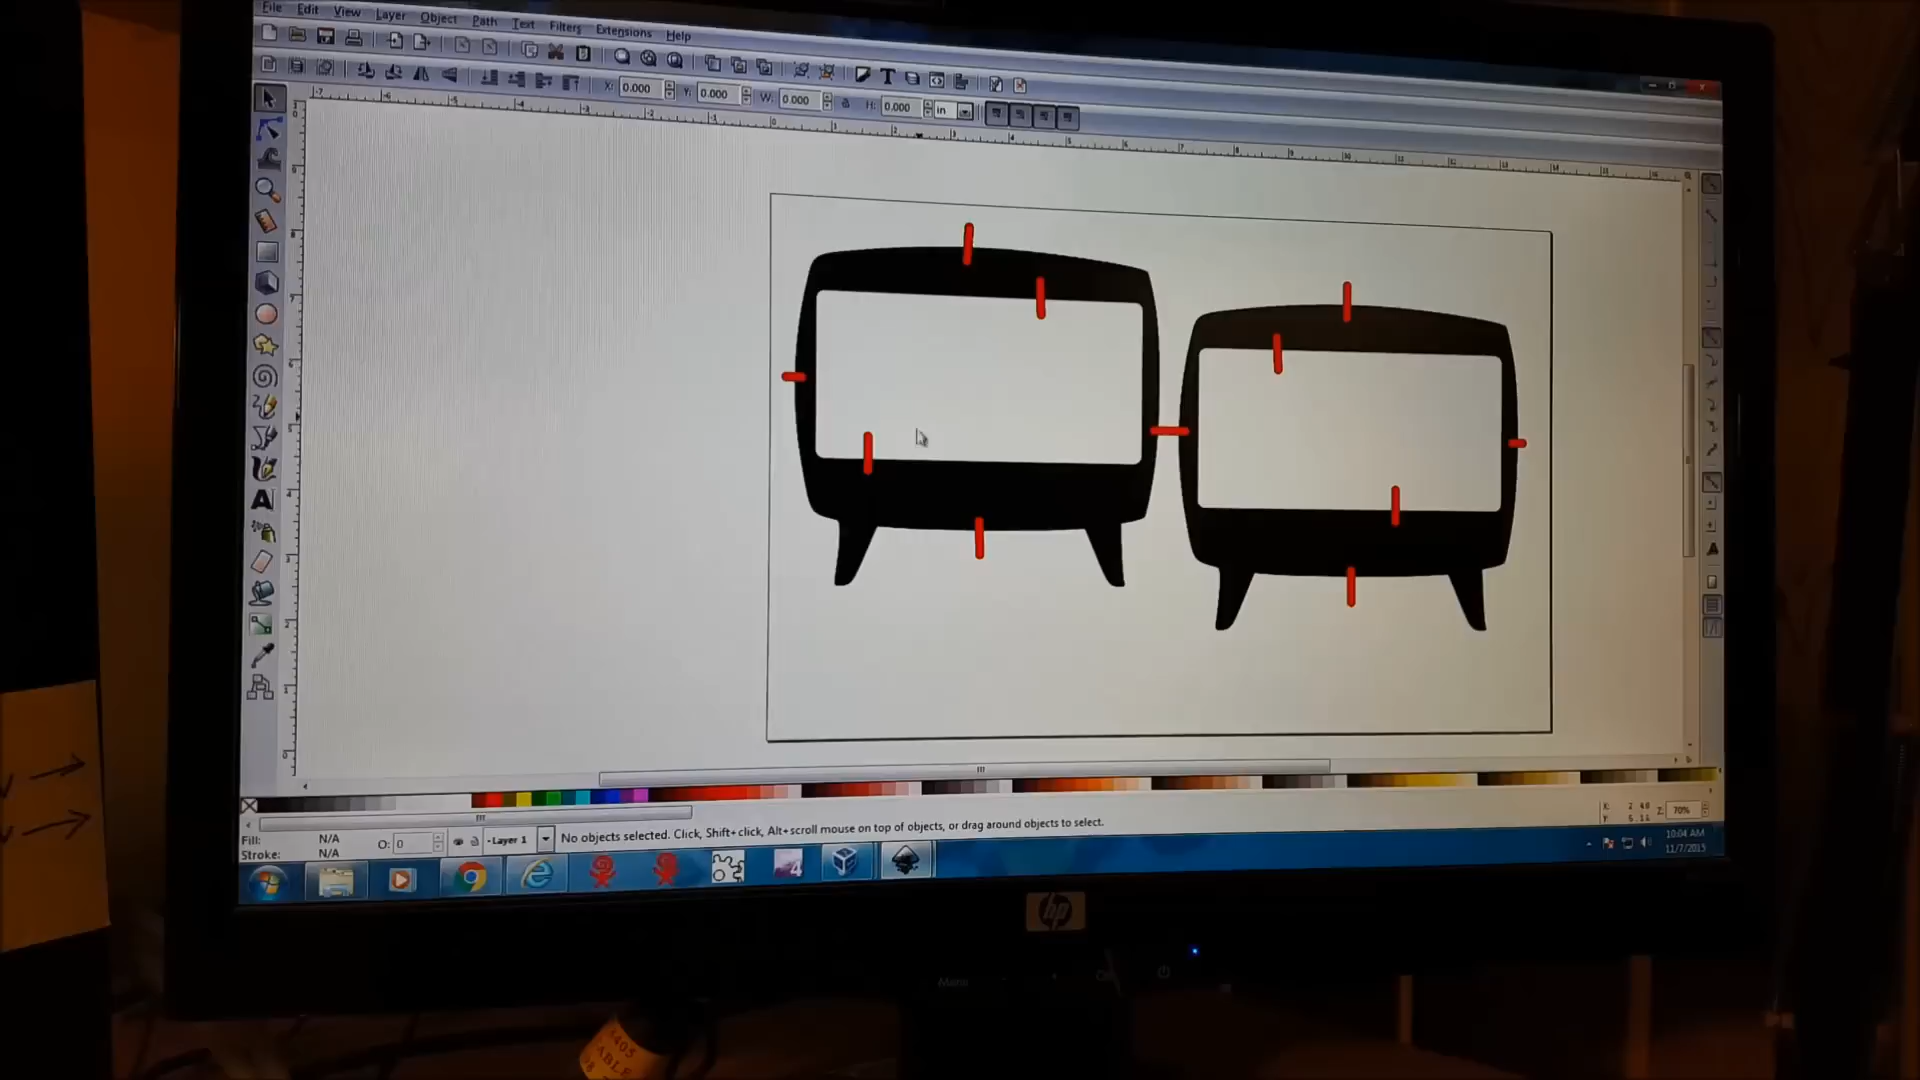 File Edit View Layer Object Path Text Filters Extensions Help
X: 0.000 Y: 0.000 W: 0.000 H: 0.000 in
Fill: N/A
Stroke: N/A
O: 0
-Layer 1
No objects selected. Click, Shift+click, Alt+scroll mouse on top of objects, or drag around objects to select.
Z: 70%
10:04 AM
11/7/2015
hp
Menu